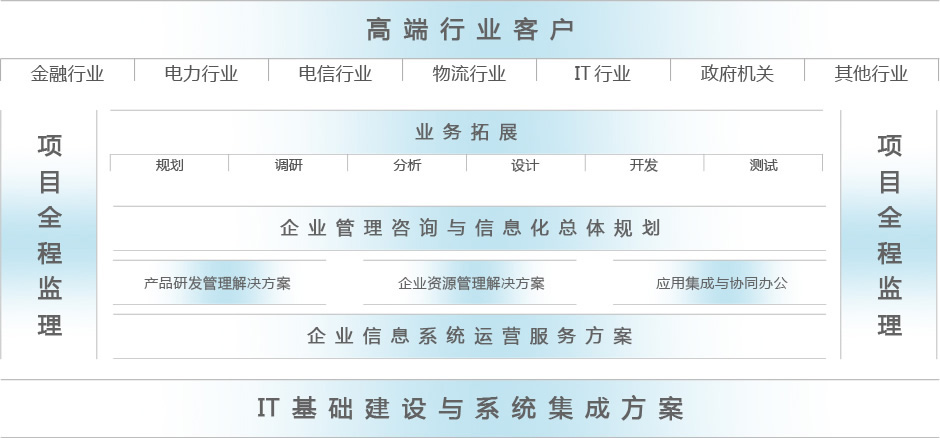 高端行业客户
金融行业 电力行业 电信行业 物流行业 IT行业 政府机关 其他行业
项目全程监理
业务拓展
规划 调研 分析 设计 开发 测试
企业管理咨询与信息化总体规划
产品研发管理解决方案 企业资源管理解决方案 应用集成与协同办公
企业信息系统运营服务方案
项目全程监理
IT基础建设与系统集成方案